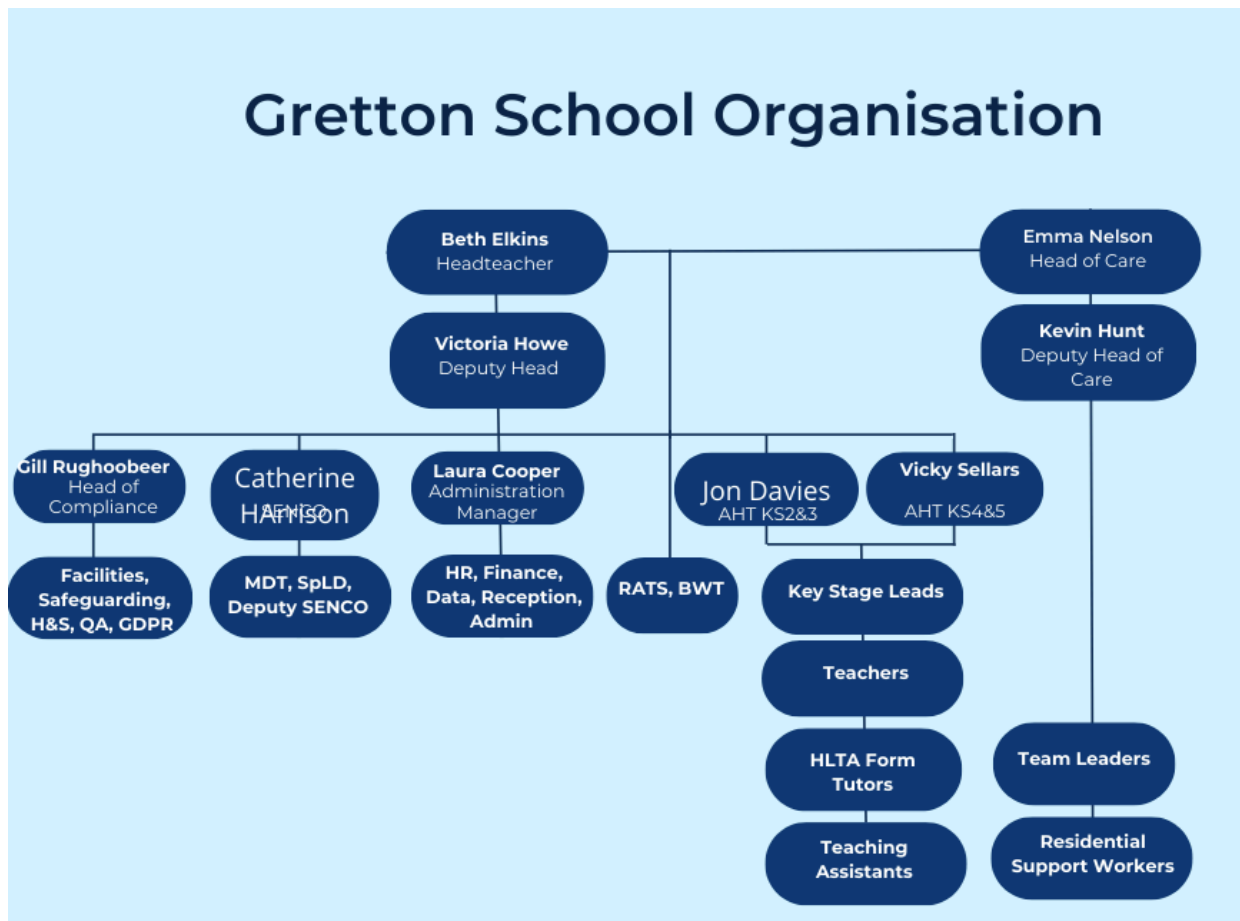 Gretton School Organisation
Beth Elkins
Headteacher
Emma Nelson
Head of Care
Victoria Howe
Deputy Head
Kevin Hunt
Deputy Head of
Care
Gill Rughoobeer
Head of
Compliance
Catherine
HArrison
SENCO
Laura Cooper
Administration
Manager
Jon Davies
AHT KS2&3
Vicky Sellars
AHT KS4&5
Facilities,
Safeguarding,
H&S, QA, GDPR
MDT, SpLD,
Deputy SENCO
HR, Finance,
Data, Reception,
Admin
RATS, BWT
Key Stage Leads
Teachers
HLTA Form
Tutors
Teaching
Assistants
Team Leaders
Residential
Support Workers